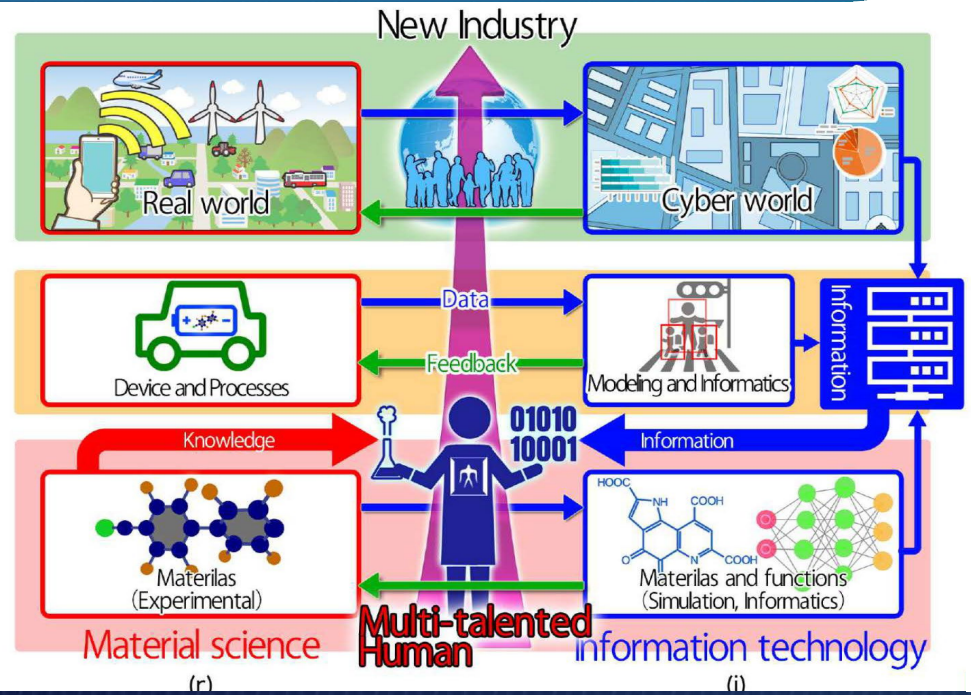 New Industry
Real world
Cyber world
Data
Feedback
Device and Processes
Modeling and Informatics
Information
Knowledge
01010
10001
Information
Materilas
(Experimental)
HOOC
NH
COOH
O
O
N
COOH
Materilas and functions
(Simulation, Informatics)
Material science
Multi-talented
Human
Information technology
(r)
(i)